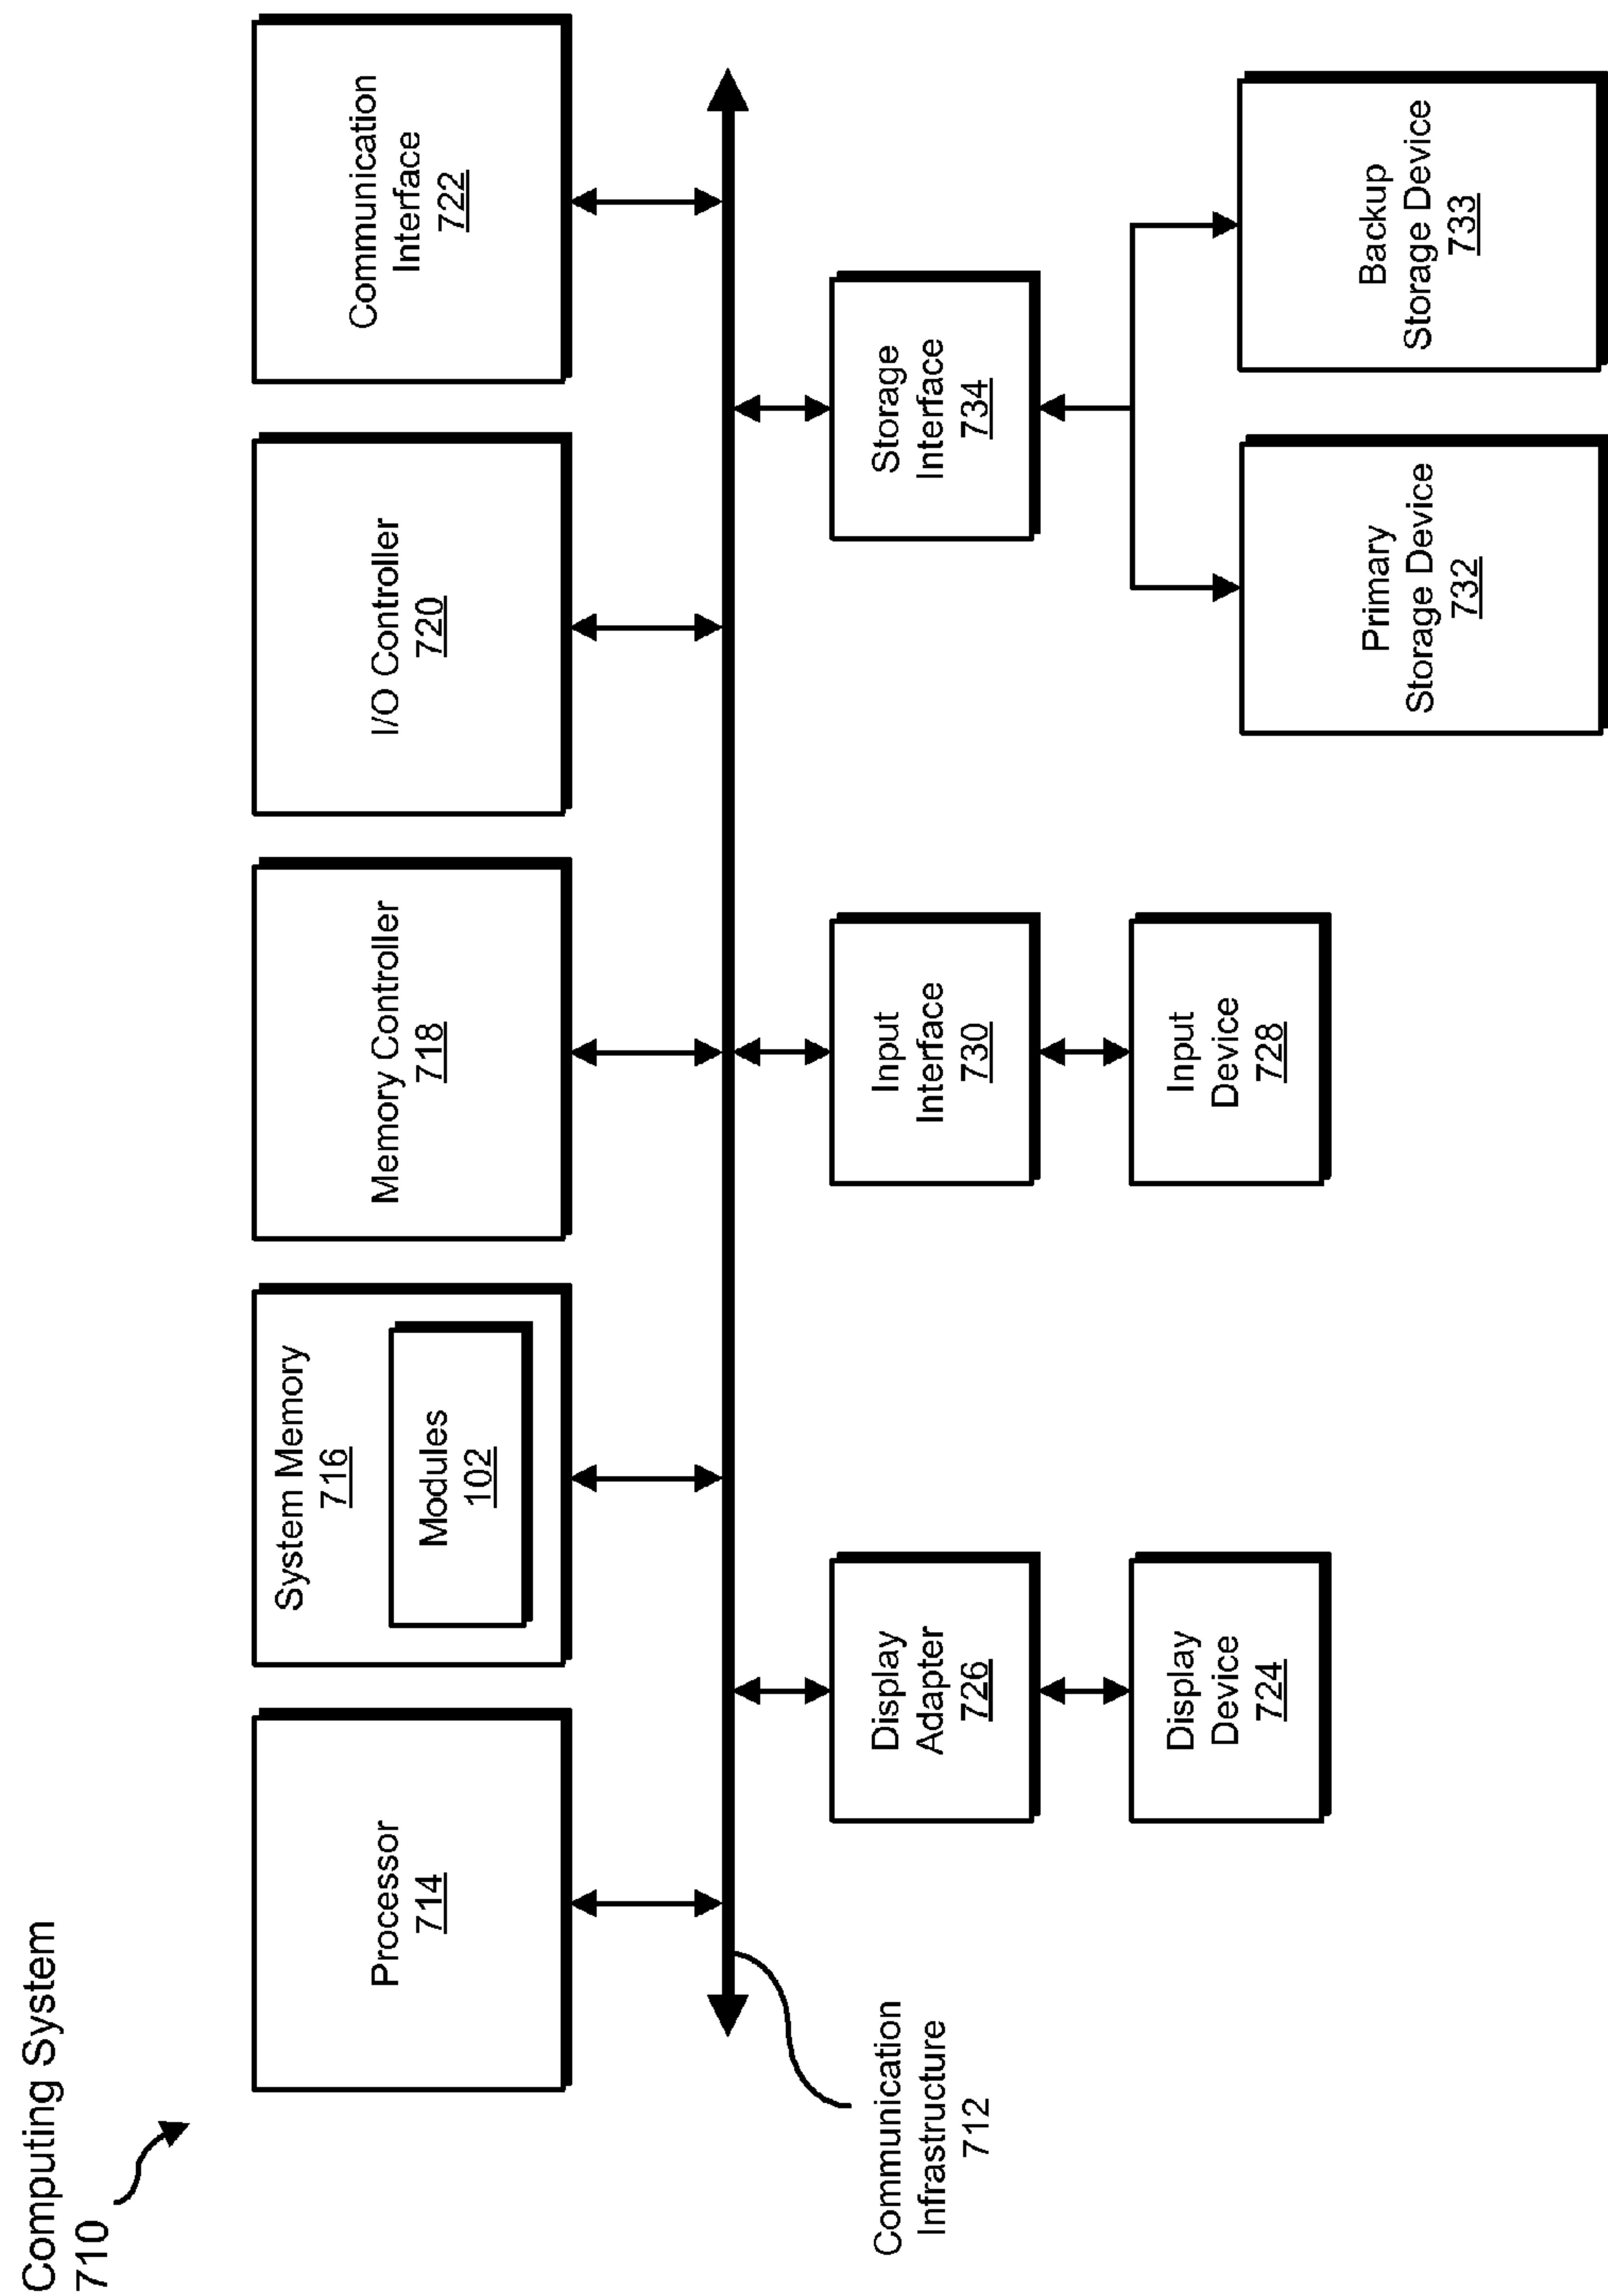 Computing System
710
Processor
714
System Memory
716
Modules
102
Memory Controller
718
I/O Controller
720
Communication
Interface
722
Communication
Infrastructure
712
Display
Adapter
726
Input
Interface
730
Storage
Interface
734
Display
Device
724
Input
Device
728
Primary
Storage Device
732
Backup
Storage Device
733